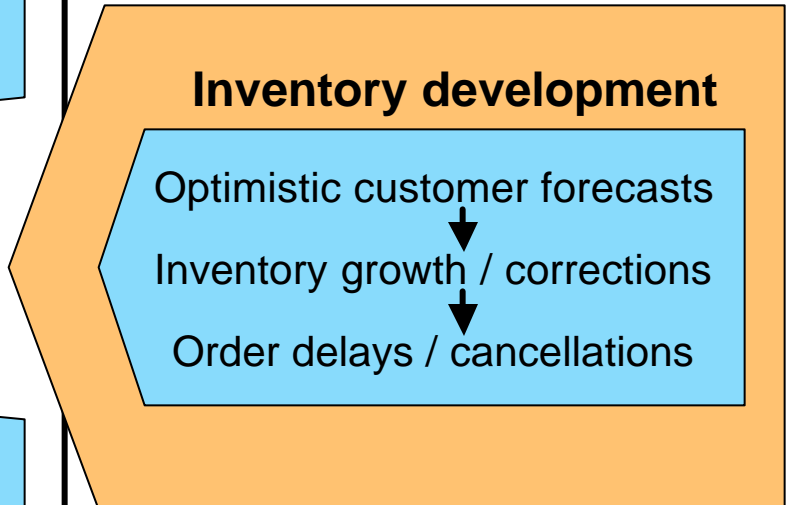 Inventory development
Optimistic customer forecasts
Inventory growth / corrections
Order delays / cancellations